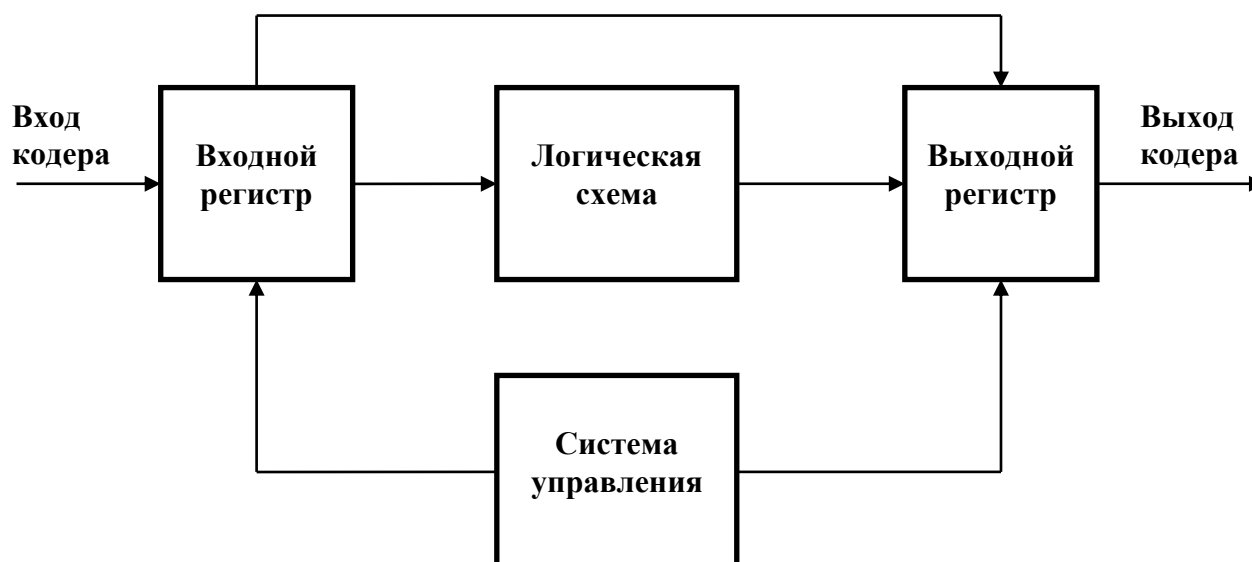 Вход
кодера
Входной
регистр
Логическая
схема
Выходной
регистр
Выход
кодера
Система
управления